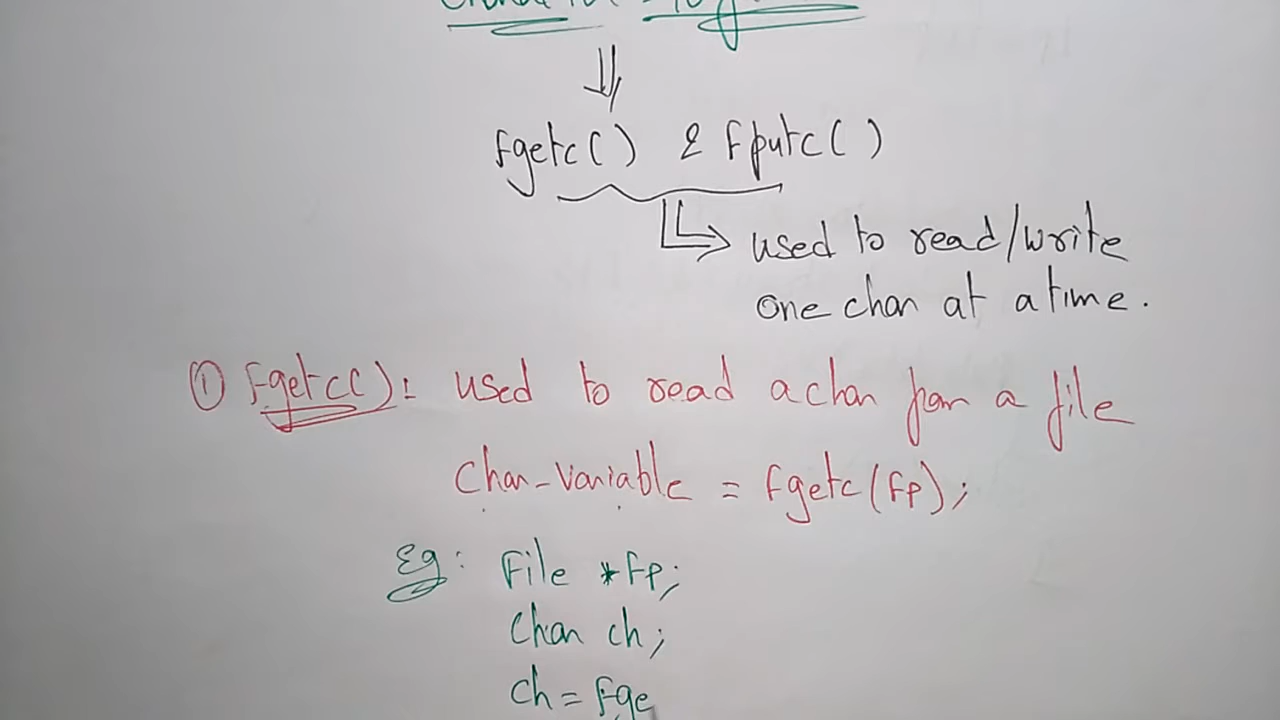 fgetc() & fputc()
used to read/write
one char at a time.
① fgetc(): used to read a char from a file
Char-variable = fgetc(fp);
Eg: File *fp;
Char ch;
ch = fge